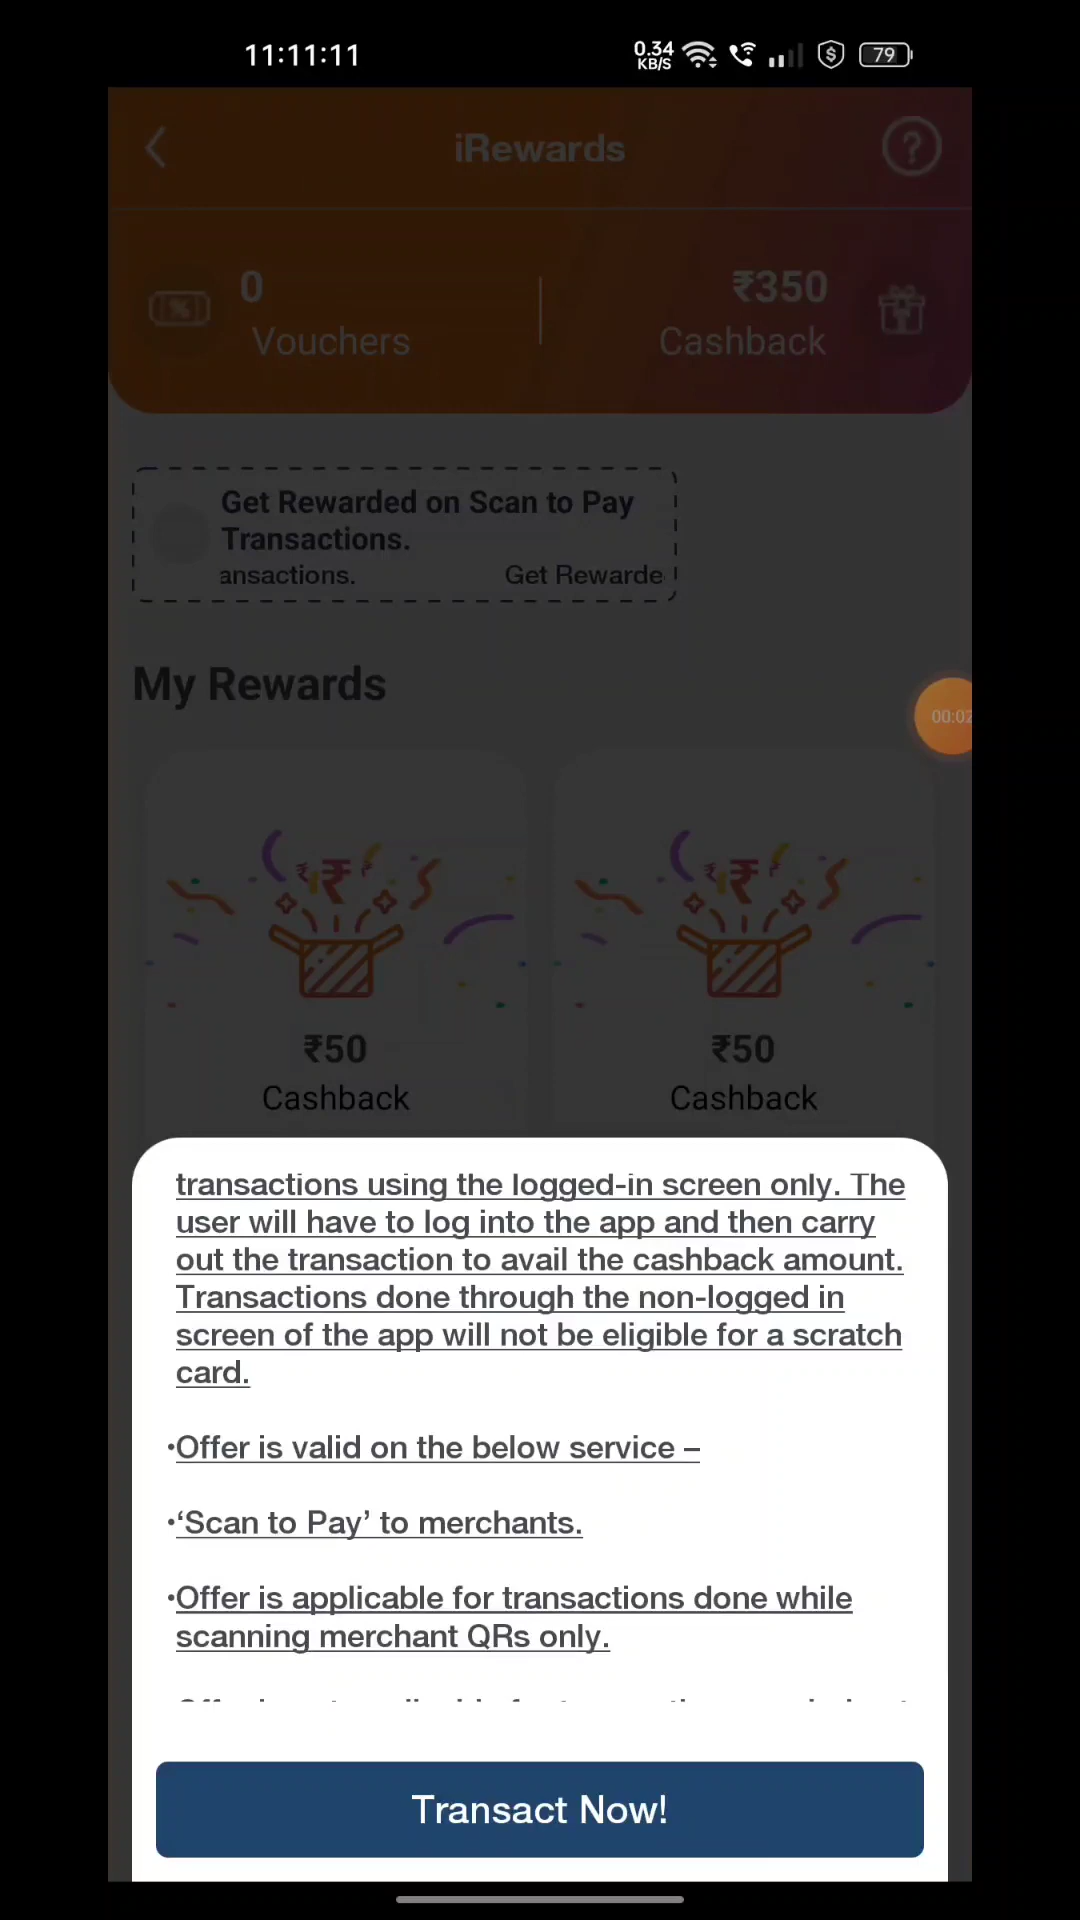 11:11:11
0.34
KB/S
79
iRewards
?
0
Vouchers
₹350
Cashback
Get Rewarded on Scan to Pay
Transactions.
ansactions. Get Rewarde
My Rewards
00:02
₹50
Cashback
₹50
Cashback
transactions using the logged-in screen only. The
user will have to log into the app and then carry
out the transaction to avail the cashback amount.
Transactions done through the non-logged in
screen of the app will not be eligible for a scratch
card.
•Offer is valid on the below service –
•‘Scan to Pay’ to merchants.
•Offer is applicable for transactions done while
scanning merchant QRs only.
Transact Now!